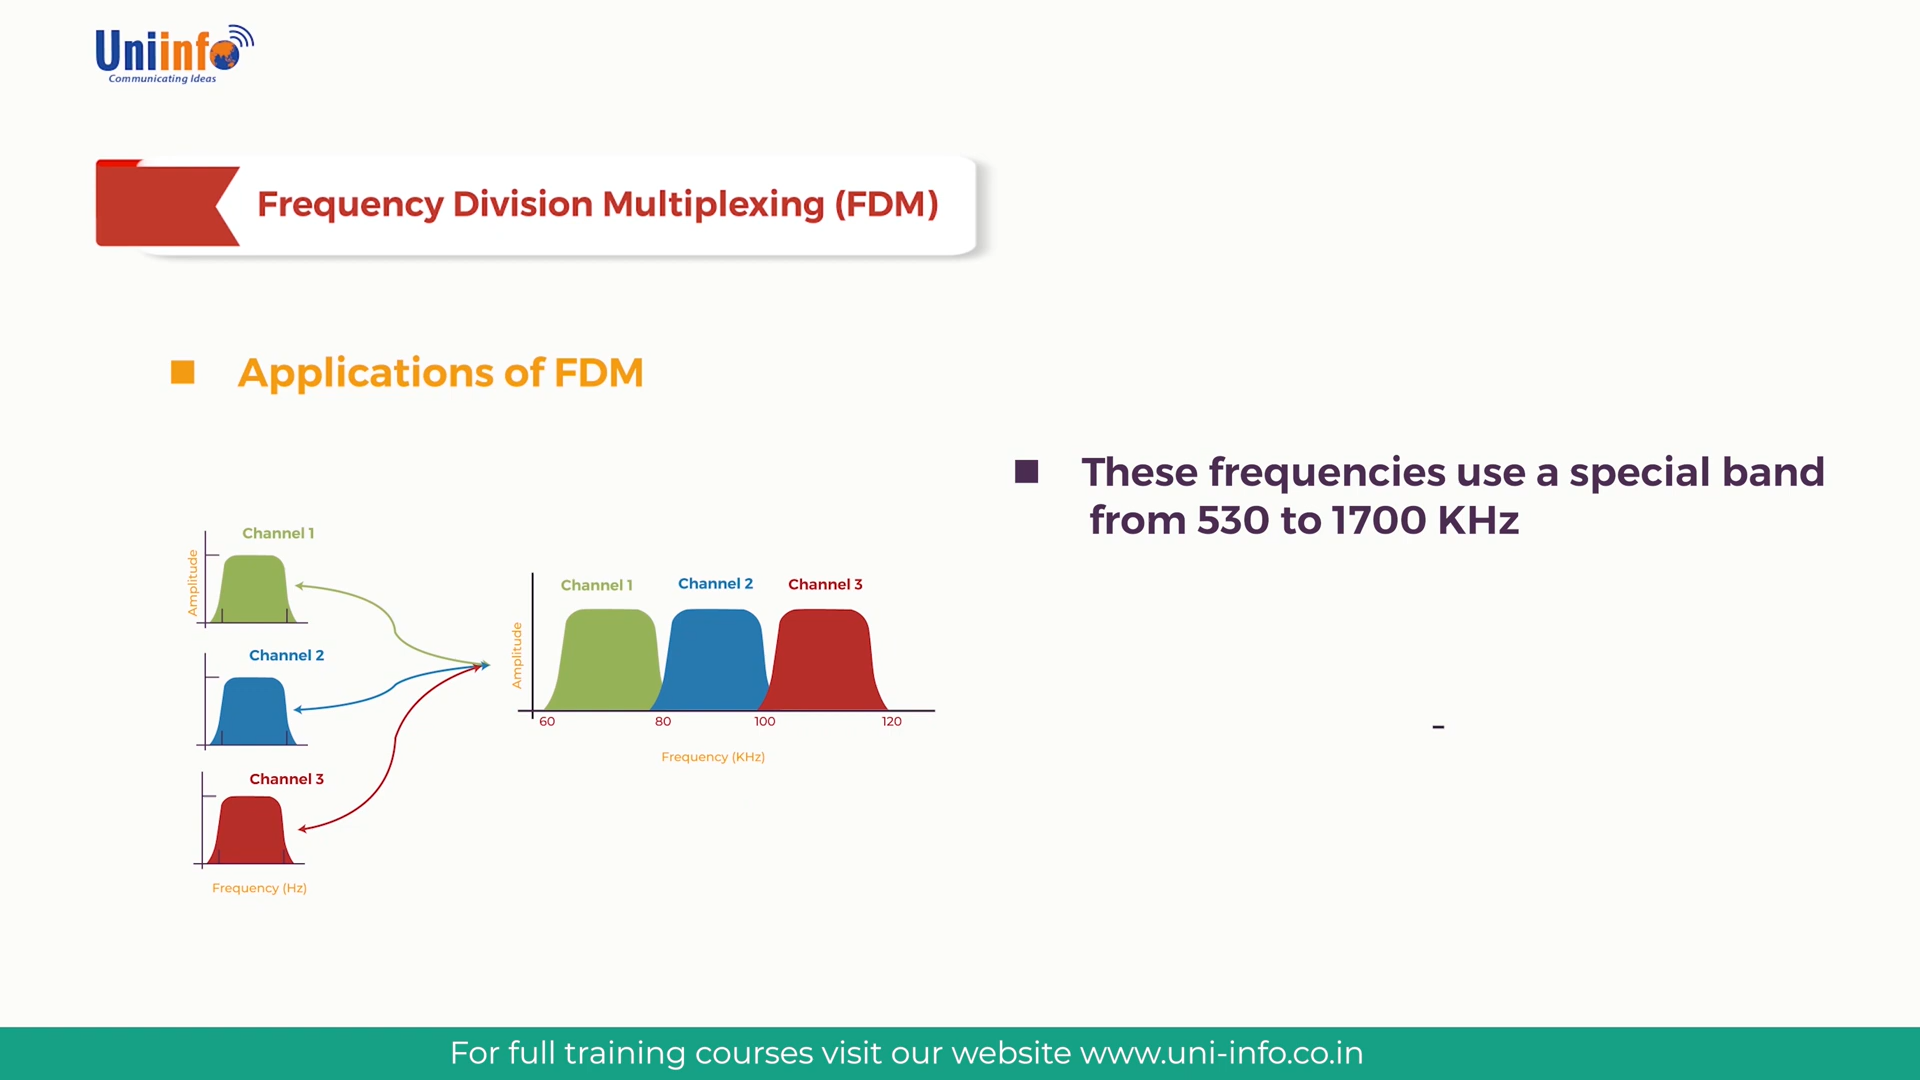 Uniinfo
Communicating Ideas
Frequency Division Multiplexing (FDM)
Applications of FDM
These frequencies use a special band
from 530 to 1700 KHz
Channel 1
Amplitude
Channel 2
Channel 3
Frequency (Hz)
Channel 1 Channel 2 Channel 3
Amplitude
60 80 100 120
Frequency (KHz)
-
For full training courses visit our website www.uni-info.co.in